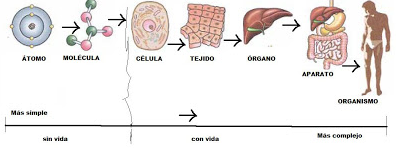 ÁTOMO
MOLÉCULA
CÉLULA
TEJIDO
ÓRGANO
APARATO
ORGANISMO
Más simple
Más complejo
sin vida
con vida